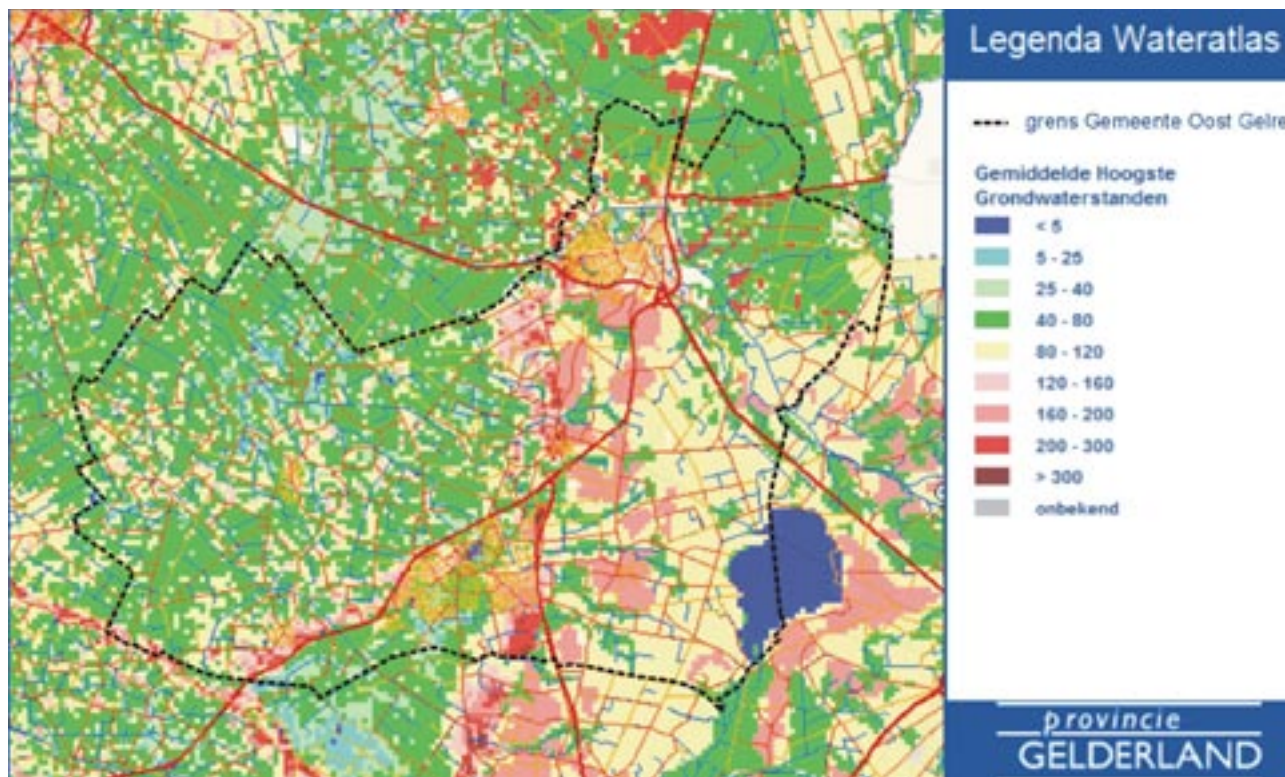 Legenda Wateratlas
grens Gemeente Oost Gelre
Gemiddelde Hoogste
Grondwaterstanden
< 5
5 - 25
25 - 40
40 - 80
80 - 120
120 - 160
160 - 200
200 - 300
> 300
onbekend
provincie
GELDERLAND